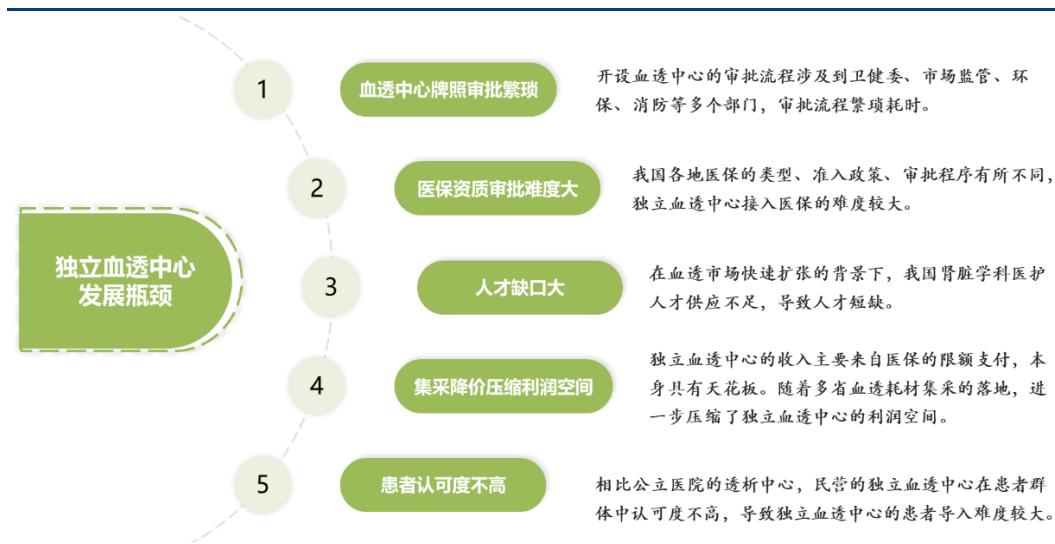 独立血透中心
发展瓶颈
1
血透中心牌照审批繁琐
开设血透中心的审批流程涉及到卫健委、市场监管、环
保、消防等多个部门，审批流程繁琐耗时。
2
医保资质审批难度大
我国各地医保的类型、准入政策、审批程序有所不同，
独立血透中心接入医保的难度较大。
3
人才缺口大
在血透市场快速扩张的背景下，我国肾脏学科医护
人才供应不足，导致人才短缺。
4
集采降价压缩利润空间
独立血透中心的收入主要来自医保的限额支付，本
身具有天花板。随着多省血透耗材集采的落地，进
一步压缩了独立血透中心的利润空间。
5
患者认可度不高
相比公立医院的透析中心，民营的独立血透中心在患者群
体中认可度不高，导致独立血透中心的患者导入难度较大。